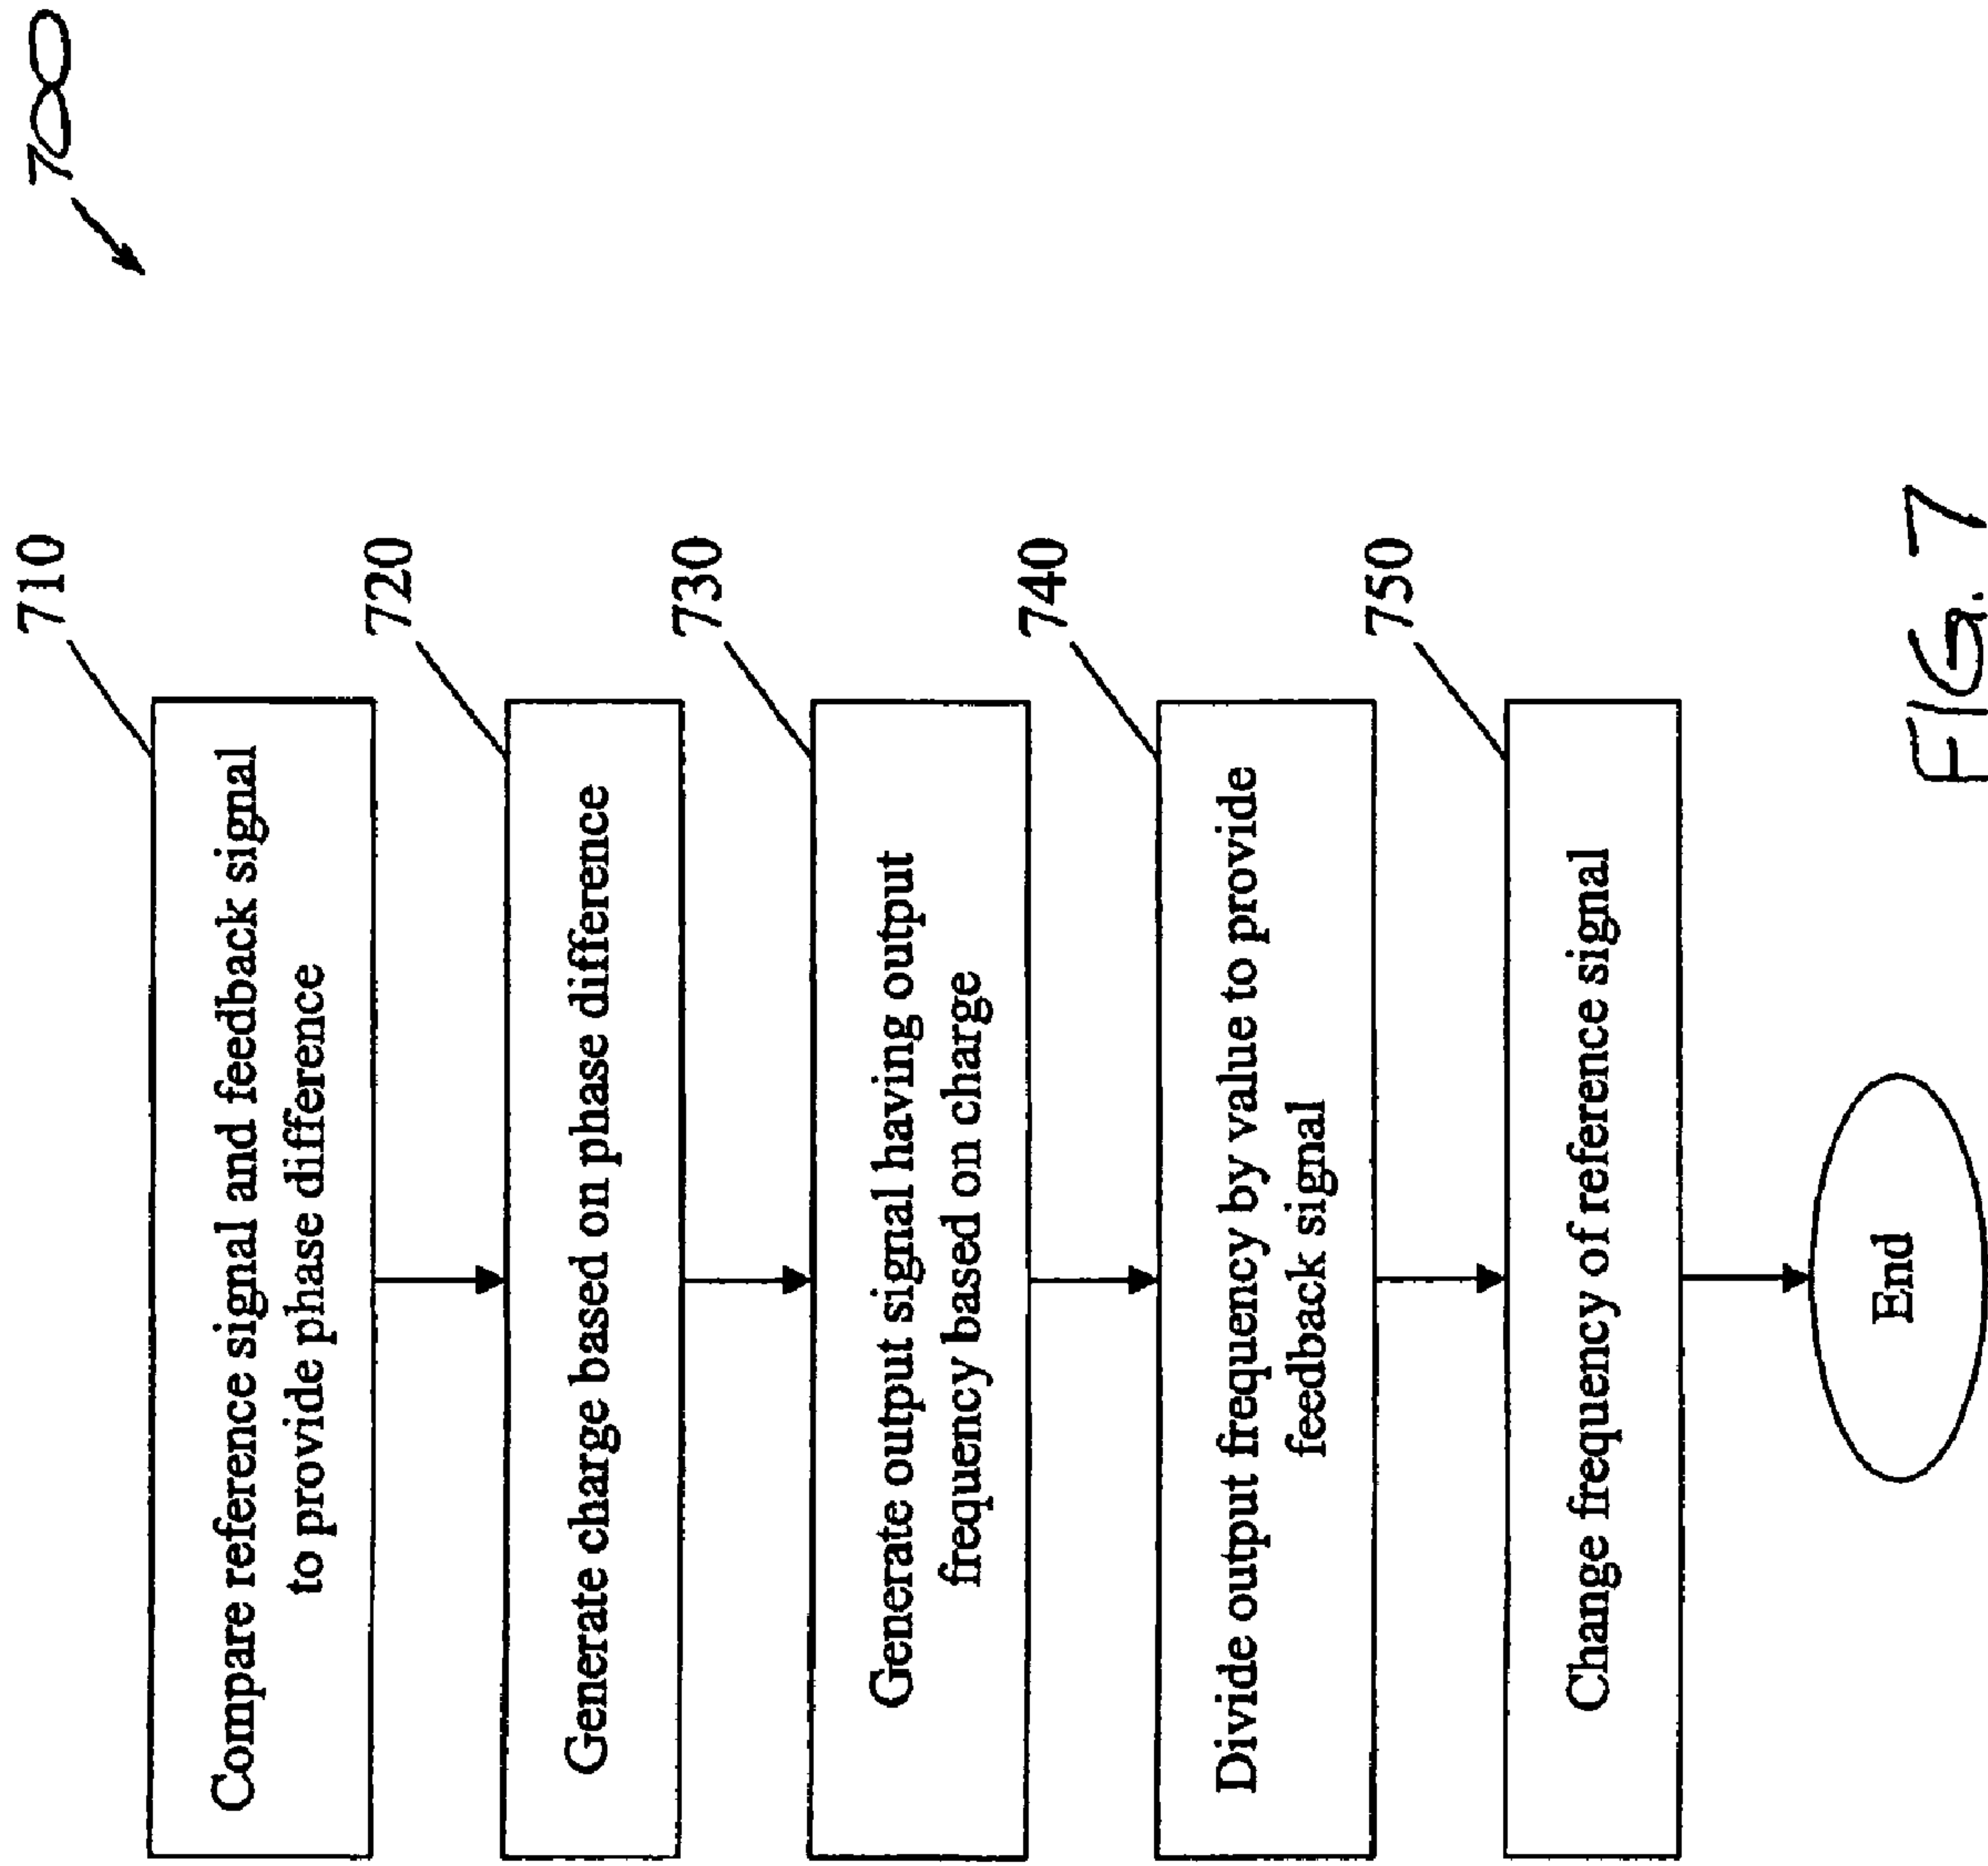 700
710
Compare reference signal and feedback signal
to provide phase difference
720
Generate charge based on phase difference
730
Generate output signal having output
frequency based on charge
740
Divide output frequency by value to provide
feedback signal
750
Change frequency of reference signal
End
FIG. 7